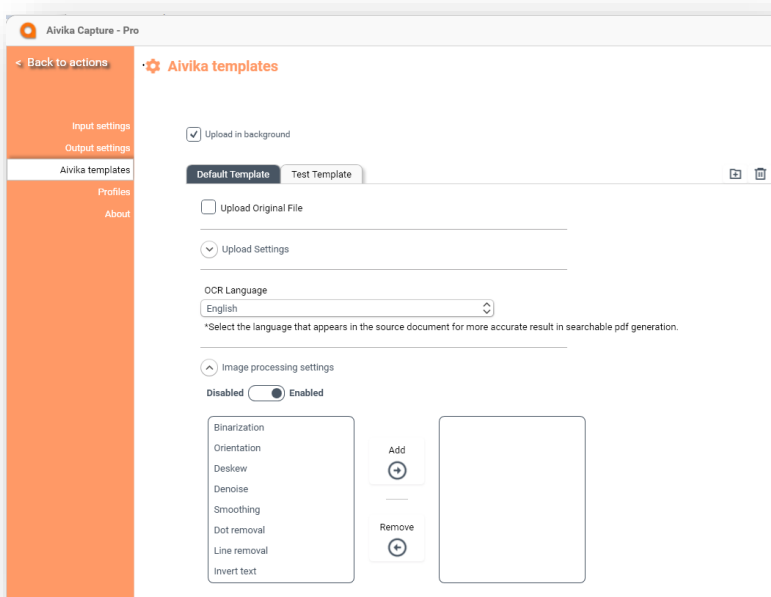 Aivika Capture - Pro
< Back to actions
Aivika templates
Input settings
Output settings
Aivika templates
Profiles
About
Upload in background
Default Template
Test Template
Upload Original File
Upload Settings
OCR Language
English
*Select the language that appears in the source document for more accurate result in searchable pdf generation.
Image processing settings
Disabled Enabled
Binarization
Orientation
Deskew
Denoise
Smoothing
Dot removal
Line removal
Invert text
Add
Remove